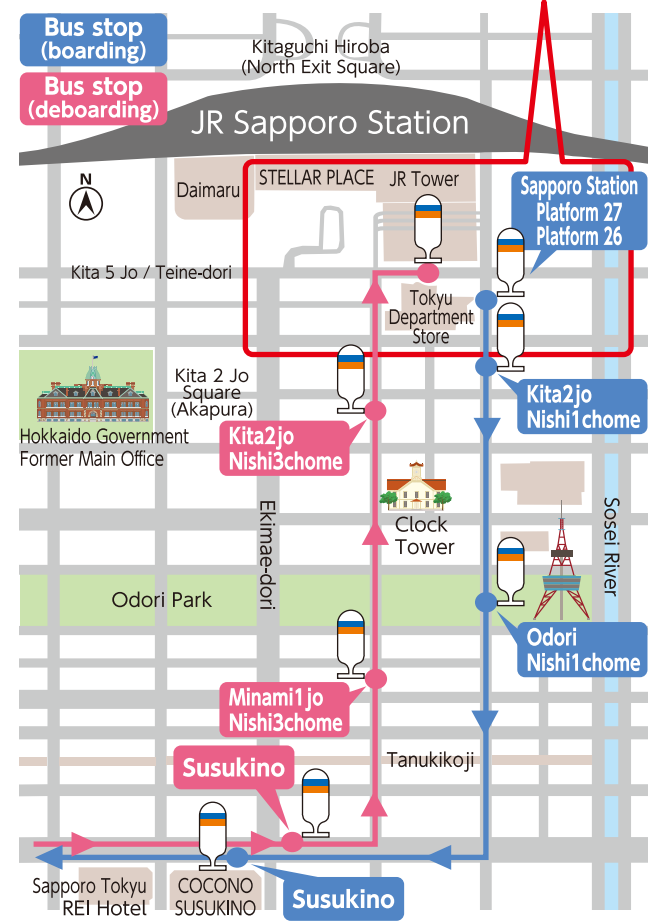 Bus stop
(boarding)
Bus stop
(deboarding)
Kitaguchi Hiroba
(North Exit Square)
JR Sapporo Station
N
Daimaru
STELLAR PLACE
JR Tower
Sapporo Station
Platform 27
Platform 26
Kita 5 Jo / Teine-dori
Tokyu
Department
Store
Kita 2 Jo
Square
(Akapura)
Kita2jo
Nishi1chome
Hokkaido Government
Former Main Office
Kita2jo
Nishi3chome
Clock
Tower
Ekimae-dori
Sosei River
Odori Park
Odori
Nishi1chome
Minami1jo
Nishi3chome
Tanukikoji
Susukino
Sapporo Tokyu
REI Hotel
COCONO
SUSUKINO
Susukino